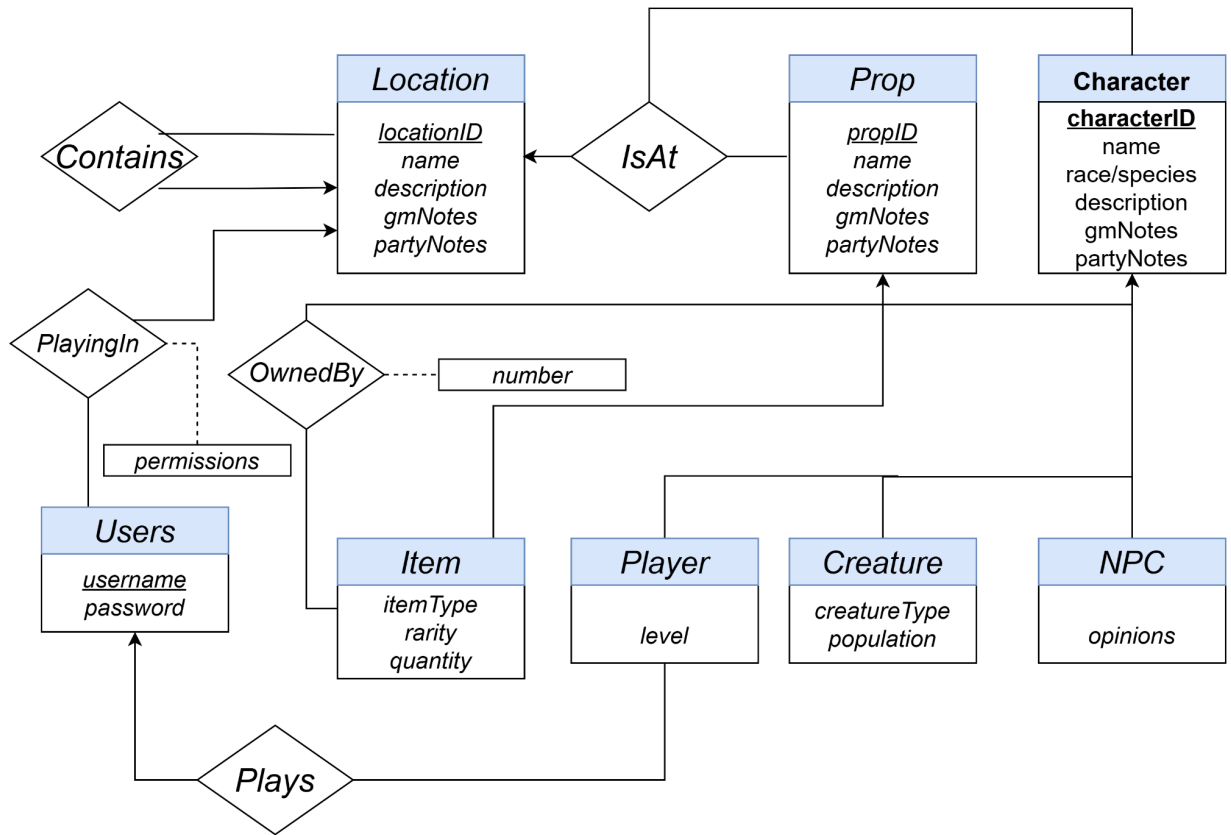 Location
locationID
name
description
gmNotes
partyNotes
Prop
propID
name
description
gmNotes
partyNotes
Character
characterID
name
race/species
description
gmNotes
partyNotes
Contains
IsAt
PlayingIn
permissions
OwnedBy
number
Users
username
password
Item
itemType
rarity
quantity
Player
level
Creature
creatureType
population
NPC
opinions
Plays